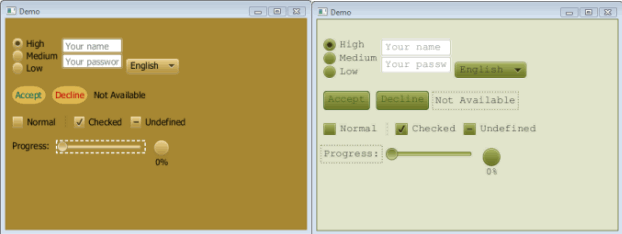 Demo
High
Medium
Low
Your name
Your passwor
English
Accept
Decline
Not Available
Normal
Checked
Undefined
Progress:
0%
Demo
High
Medium
Low
Your name
Your passw
English
Accept
Decline
Not Available
Normal
Checked
Undefined
Progress:
0%